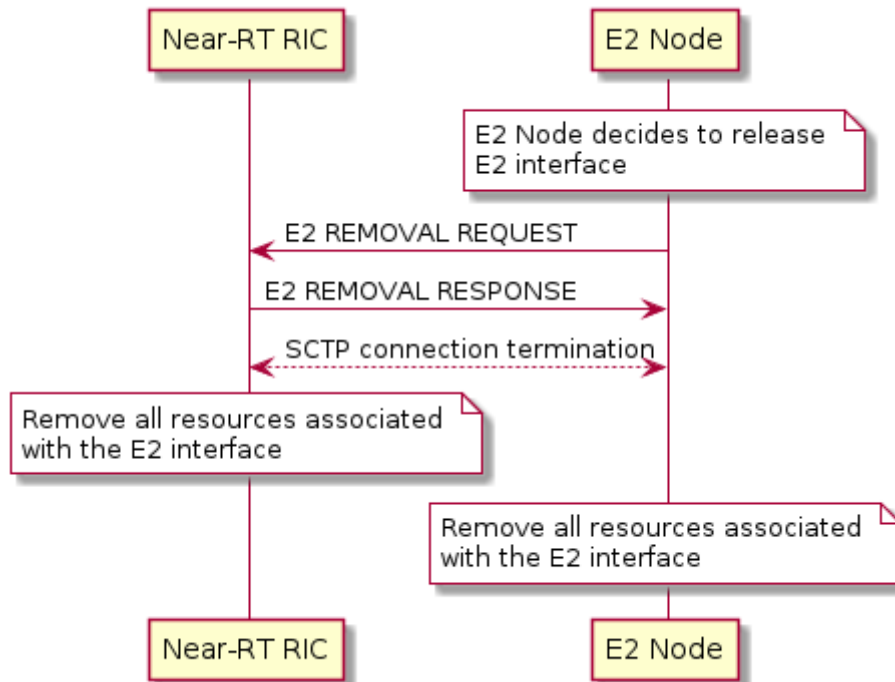 Near-RT RIC
E2 Node
E2 Node decides to release
E2 interface
E2 REMOVAL REQUEST
E2 REMOVAL RESPONSE
SCTP connection termination
Remove all resources associated
with the E2 interface
Remove all resources associated
with the E2 interface
Near-RT RIC
E2 Node